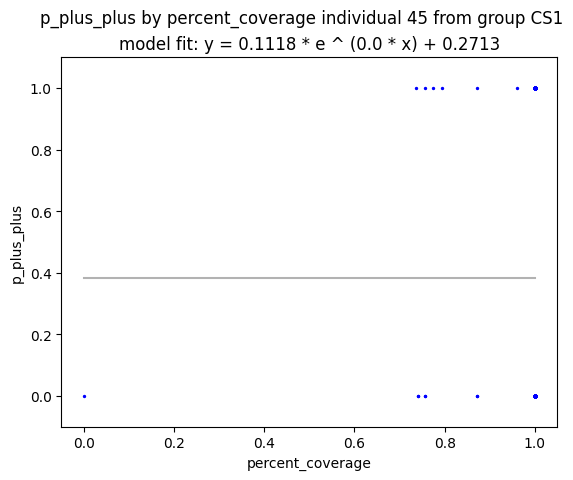 p_plus_plus by percent_coverage individual 45 from group CS1
model fit: y = 0.1118 * e ^ (0.0 * x) + 0.2713
1.0
0.8
0.6
0.4
0.2
0.0
p_plus_plus
0.0 0.2 0.4 0.6 0.8 1.0
percent_coverage